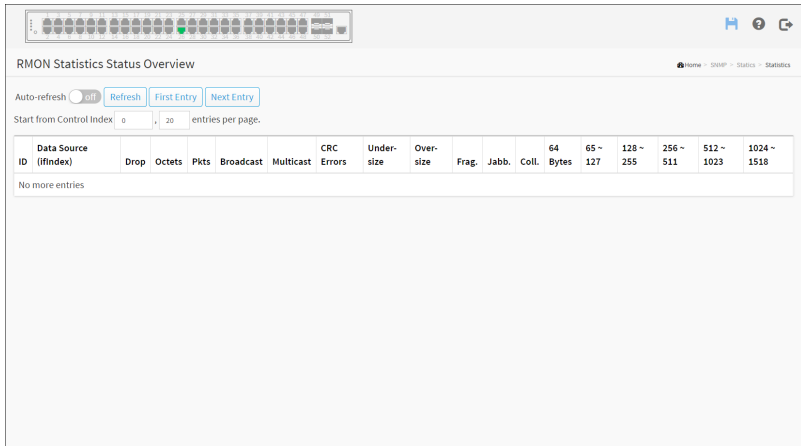 RMON Statistics Status Overview
Home > SNMP > Statics > Statistics
Auto-refresh off Refresh First Entry Next Entry
Start from Control Index 0 , 20 entries per page.
ID Data Source (ifIndex) Drop Octets Pkts Broadcast Multicast CRC Errors Under-size Over-size Frag. Jabb. Coll. 64 Bytes 65 ~ 127 128 ~ 255 256 ~ 511 512 ~ 1023 1024 ~ 1518
No more entries